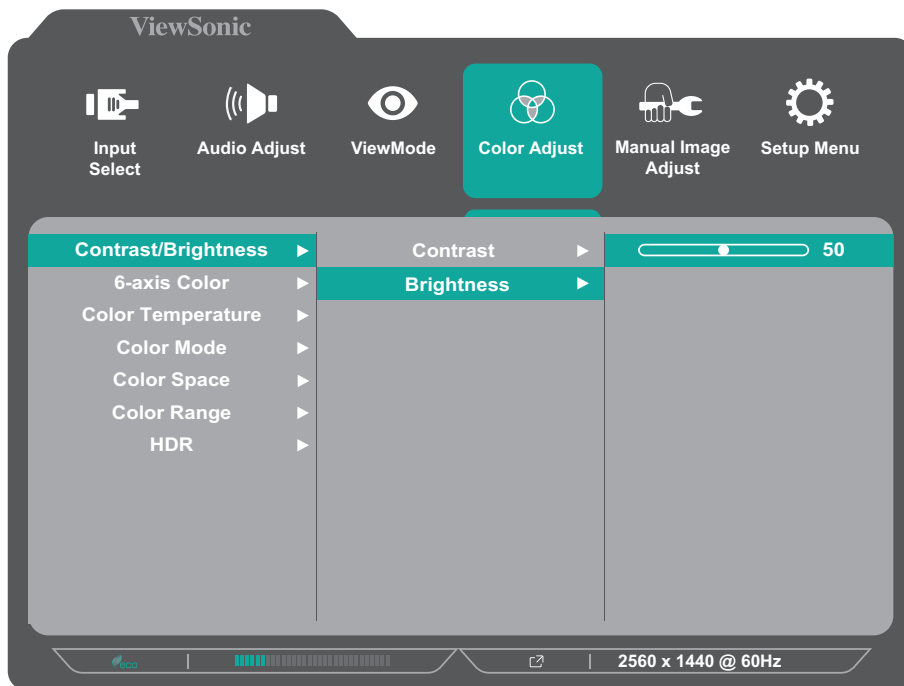 ViewSonic
Input
Select
Audio Adjust
ViewMode
Color Adjust
Manual Image
Adjust
Setup Menu
Contrast/Brightness
6-axis Color
Color Temperature
Color Mode
Color Space
Color Range
HDR
Contrast
Brightness
50
eco
2560 x 1440 @ 60Hz